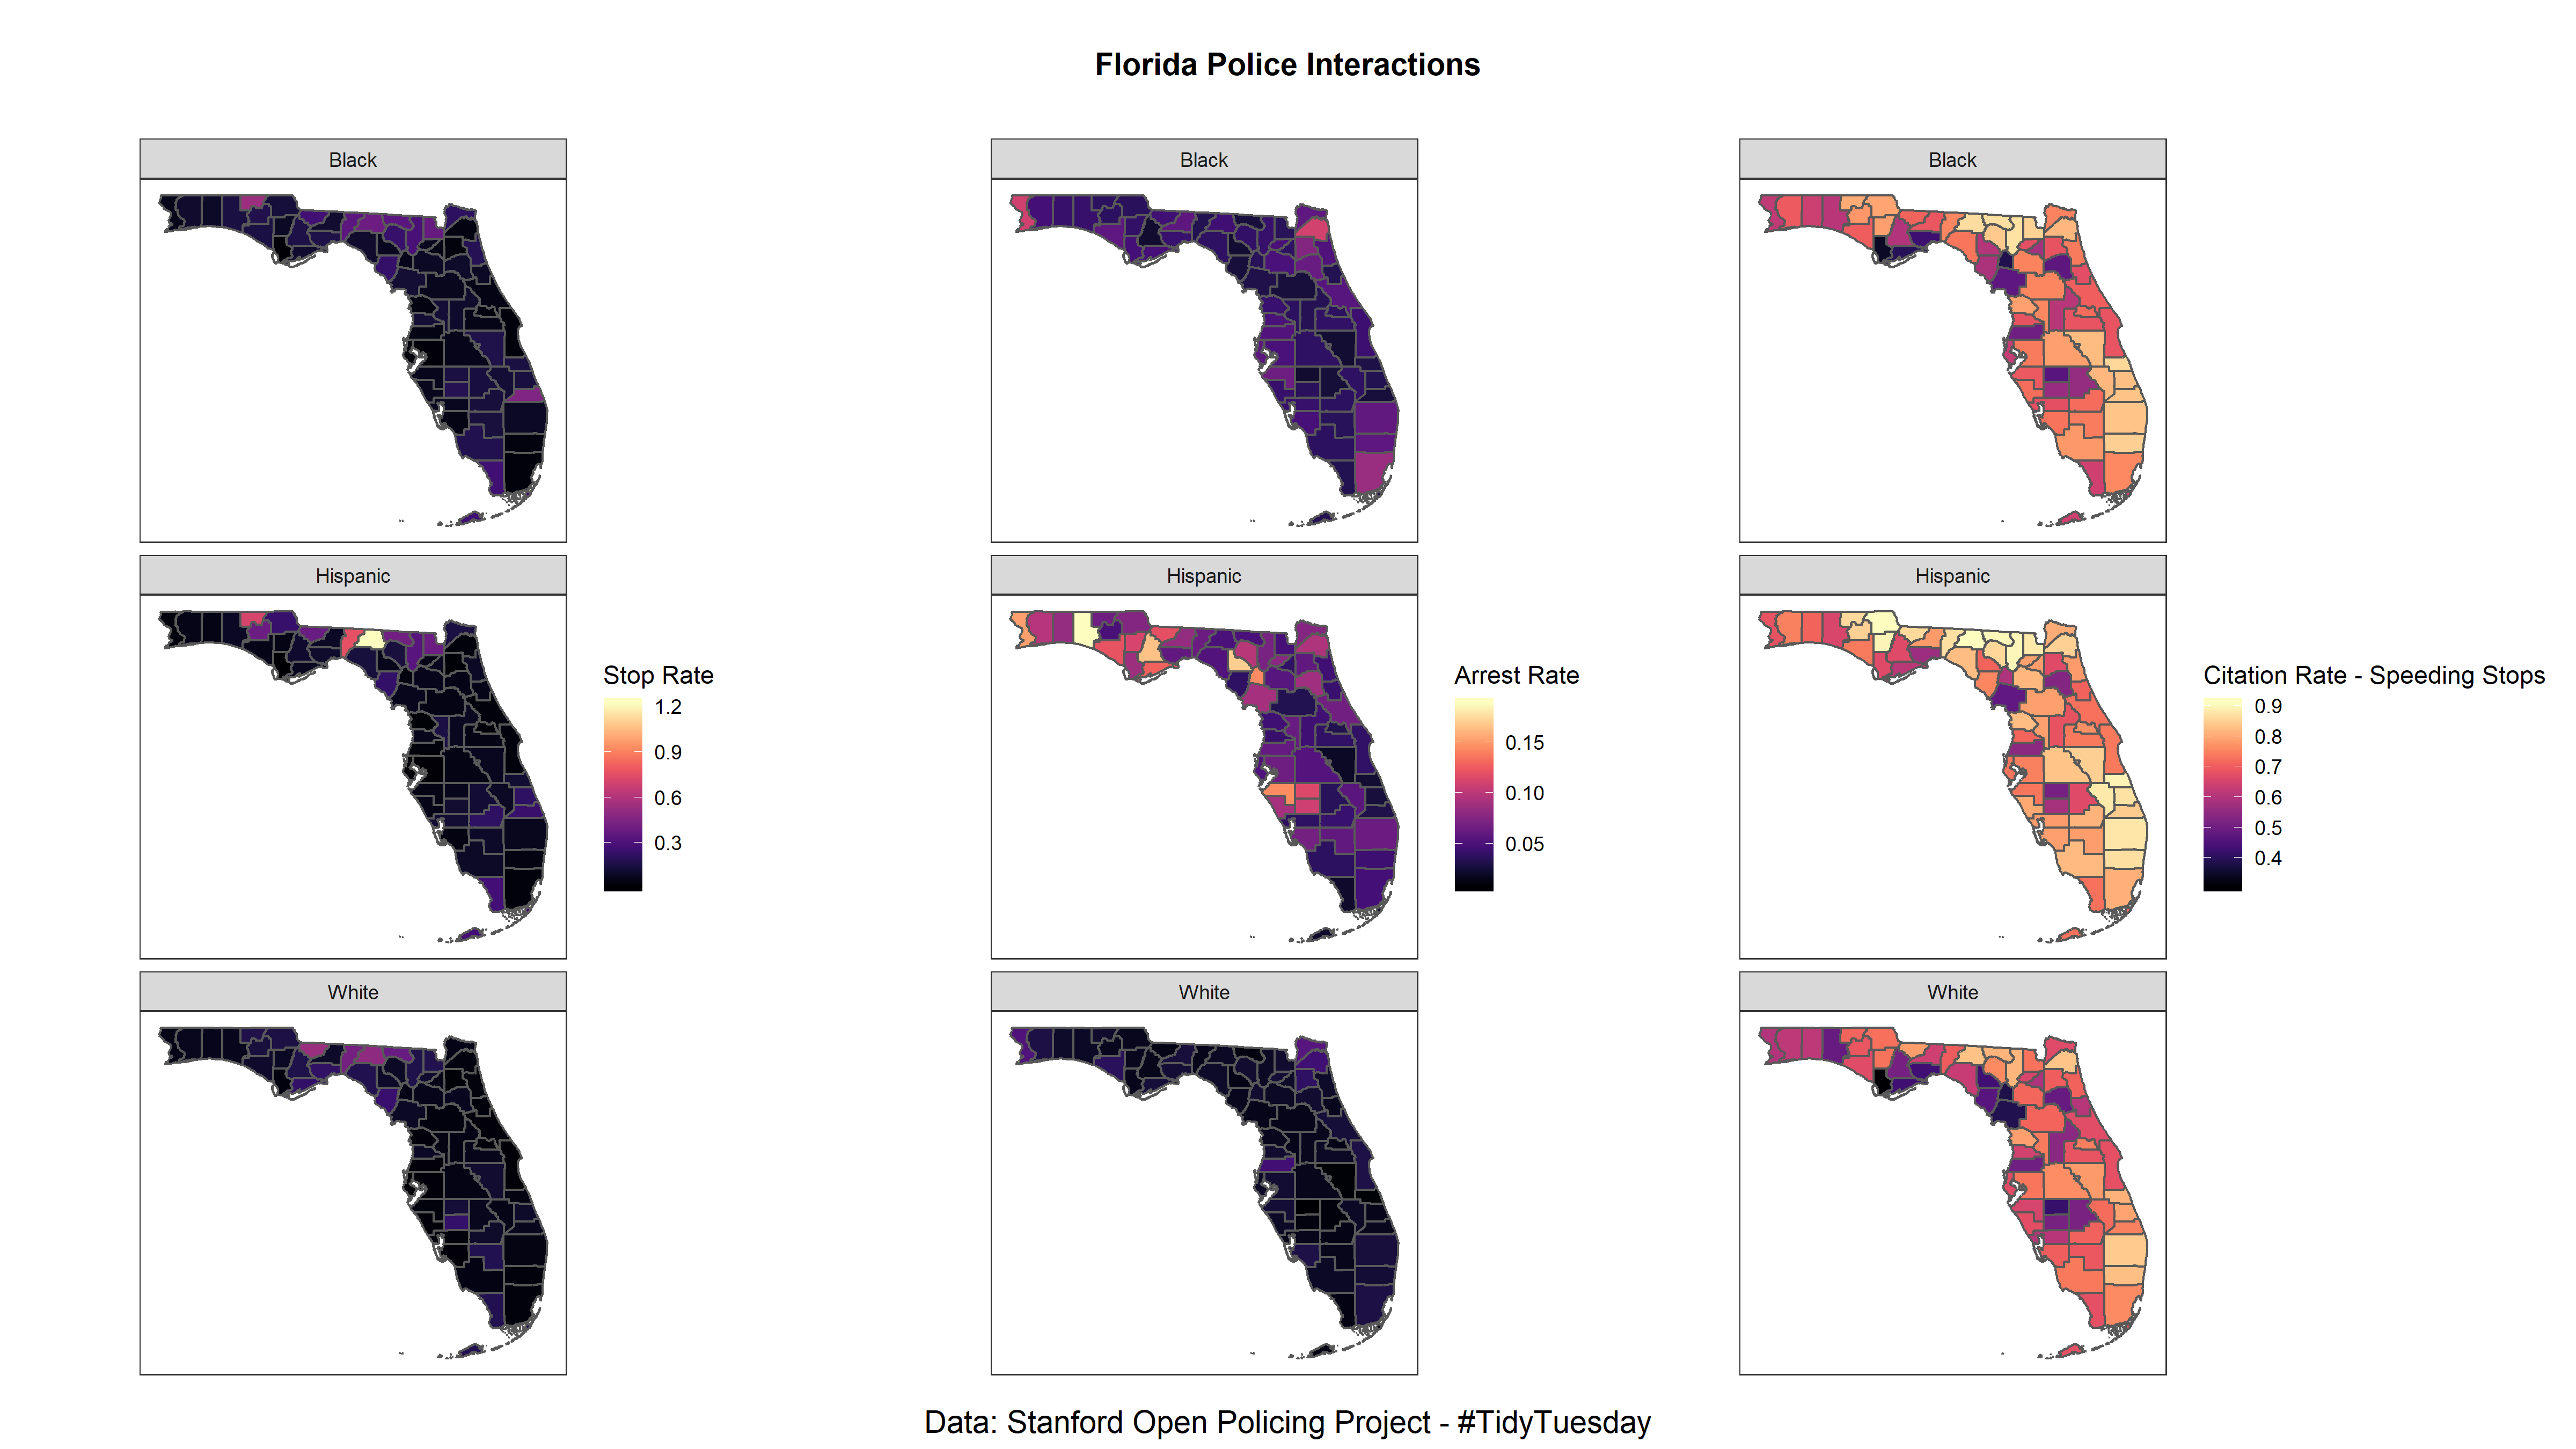 Florida Police Interactions
Black
Black
Black
Hispanic
Hispanic
Hispanic
Stop Rate
1.2
0.9
0.6
0.3
Arrest Rate
0.15
0.10
0.05
Citation Rate - Speeding Stops
0.9
0.8
0.7
0.6
0.5
0.4
White
White
White
Data: Stanford Open Policing Project - #TidyTuesday